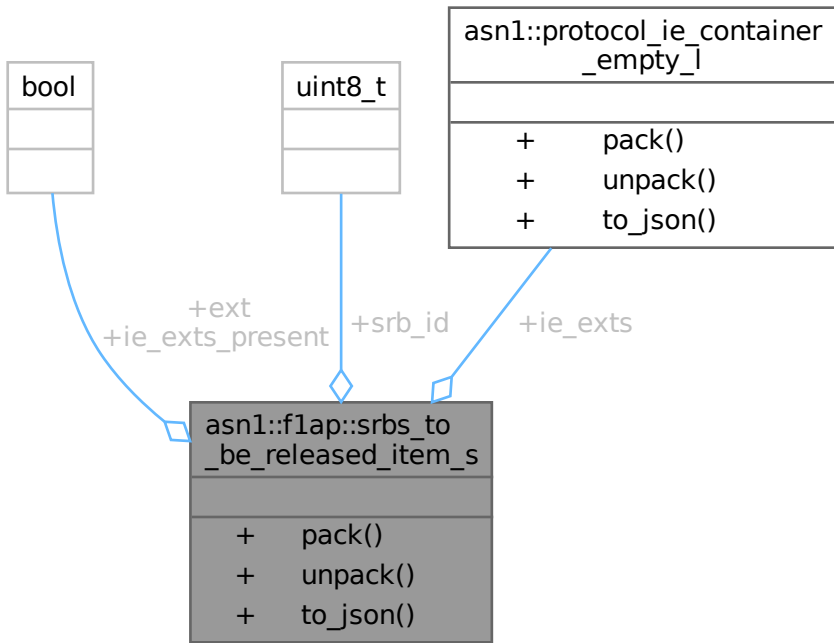 bool
uint8_t
asn1::protocol_ie_container
_empty_l
+ pack()
+ unpack()
+ to_json()
+ext
+ie_exts_present
+srb_id
+ie_exts
asn1::f1ap::srbs_to
_be_released_item_s
+ pack()
+ unpack()
+ to_json()